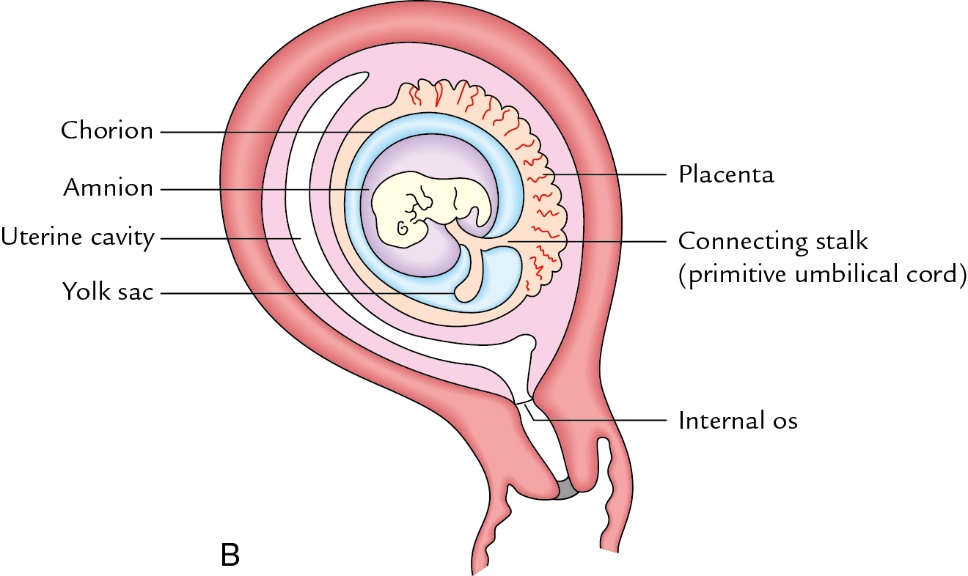 Chorion
Amnion
Uterine cavity
Yolk sac
Placenta
Connecting stalk
(primitive umbilical cord)
Internal os
B